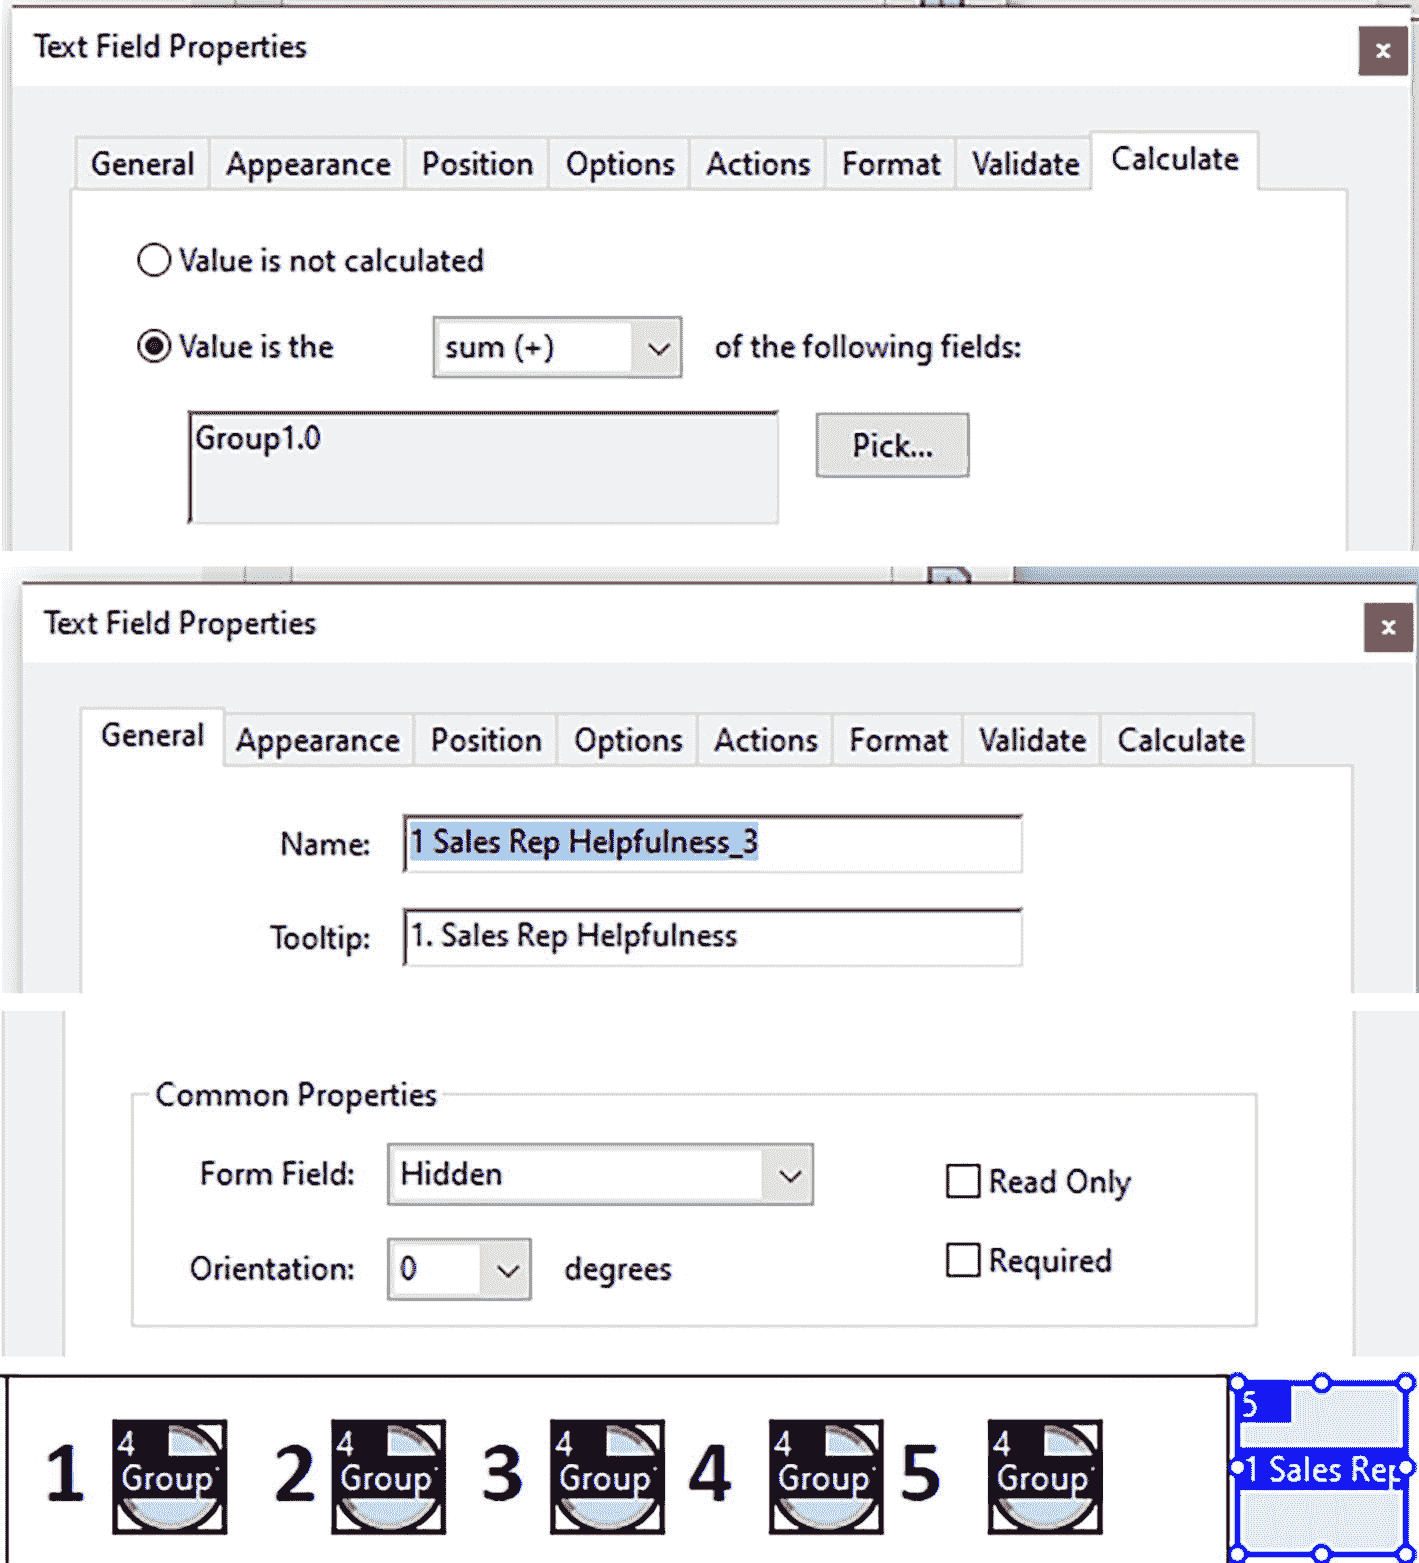 Text Field Properties
x
General Appearance Position Options Actions Format Validate Calculate
Value is not calculated
Value is the sum (+) of the following fields:
Group1.0
Pick...
Text Field Properties
x
General Appearance Position Options Actions Format Validate Calculate
Name: 1 Sales Rep Helpfulness_3
Tooltip: 1. Sales Rep Helpfulness
Common Properties
Form Field: Hidden
Read Only
Orientation: 0 degrees
Required
4 4 4 4 4 5
1 Group 2 Group 3 Group 4 Group 5 Group 1 Sales Rep